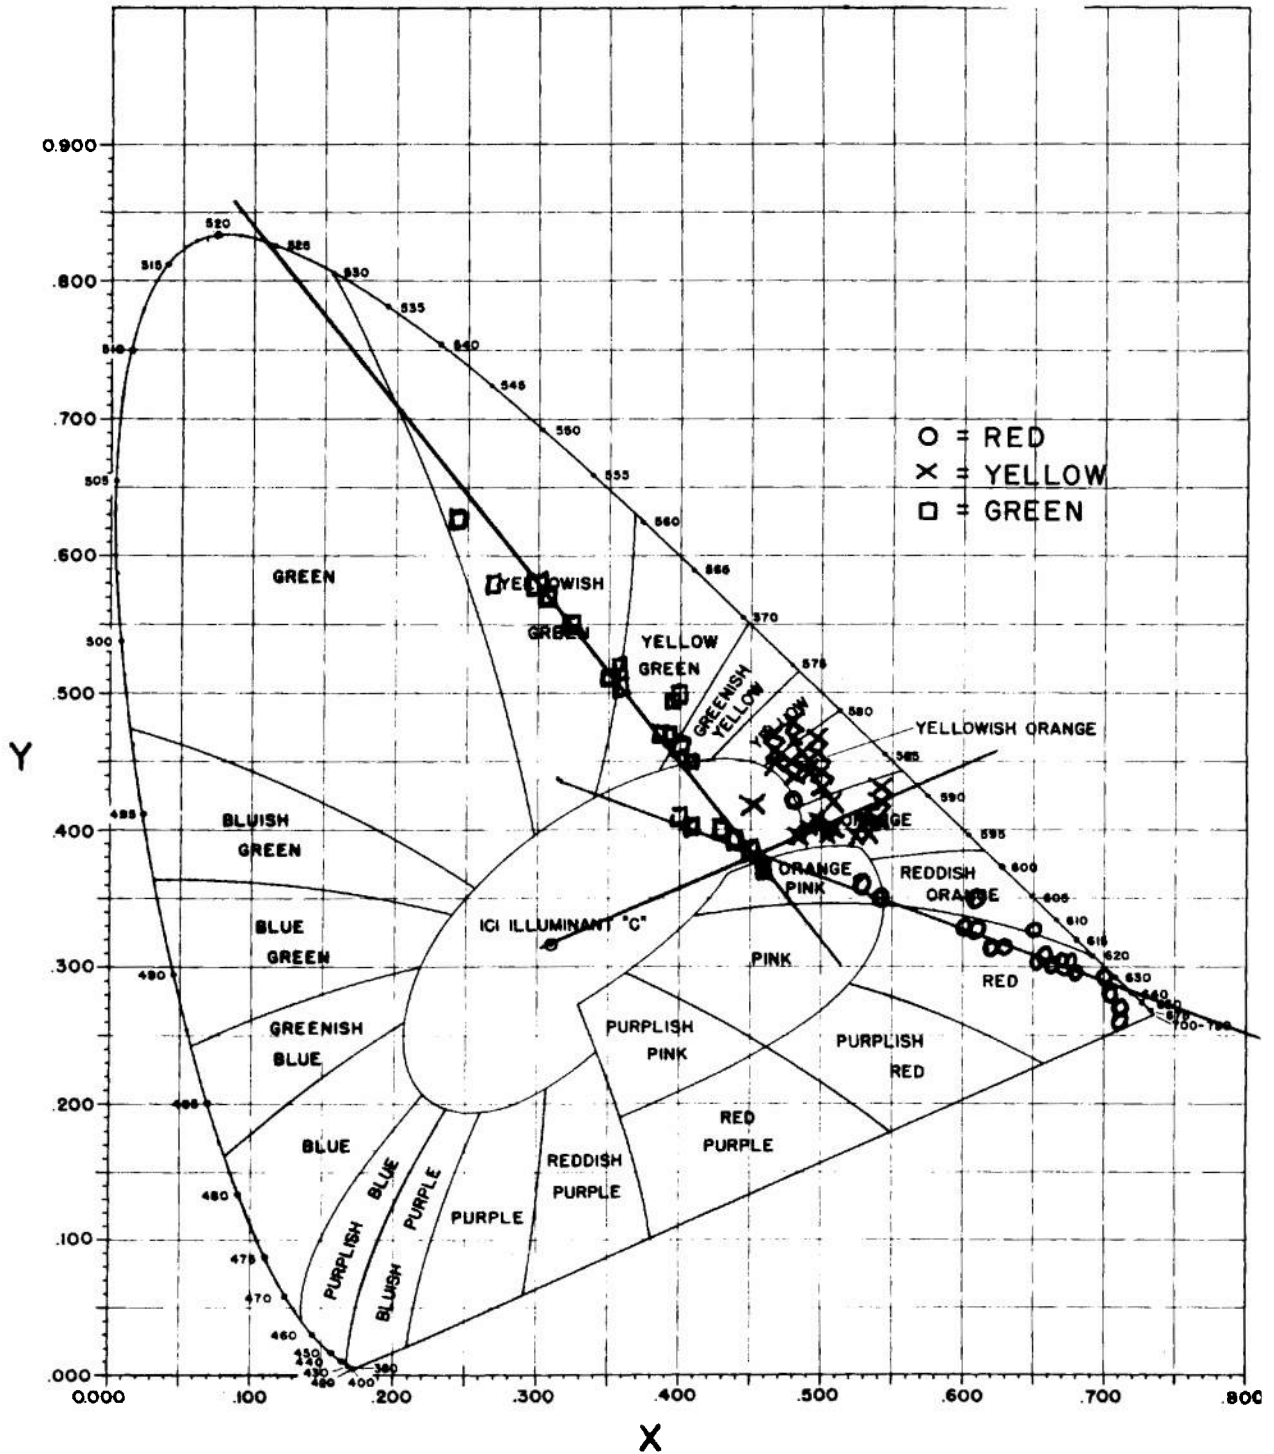 0.900
520
525
515
530
.800
535
510
540
545
.700
550
O = RED
555
X = YELLOW
505
□ = GREEN
560
.600
565
GREEN
YELLOWISH
GREEN
570
500
YELLOW
GREEN
575
.500
GREENISH
YELLOW
YELLOW
580
YELLOWISH ORANGE
Y
585
590
495
.400
BLUISH
GREEN
ORANGE
595
600
ORANGE
PINK
REDDISH
ORANGE
605
610
BLUE
GREEN
ICI ILLUMINANT "C"
615
620
490
.300
PINK
RED
630
640
650
670
700-780
GREENISH
BLUE
PURPLISH
PINK
PURPLISH
RED
485
.200
BLUE
RED
PURPLE
REDDISH
PURPLE
480
PURPLISH BLUE
BLUISH PURPLE
PURPLE
.100
475
470
460
450
440
430
420
400
380
.000
0.000
.100
.200
.300
.400
.500
.600
.700
.800
X